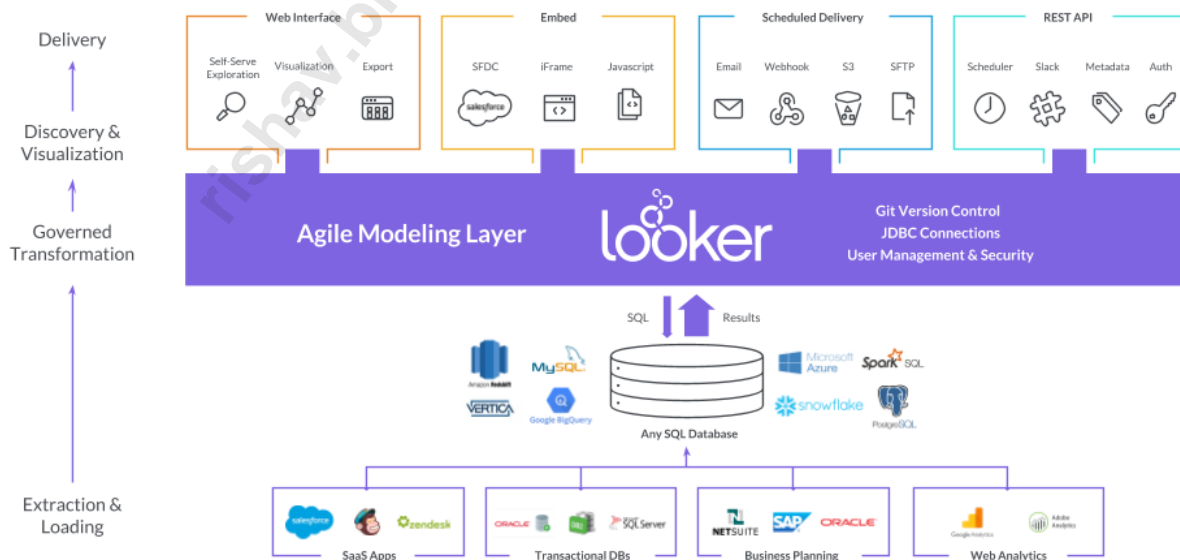 Delivery
Discovery &
Visualization
Governed
Transformation
Extraction &
Loading
Web Interface
Self-Serve
Exploration
Visualization
Export
Embed
SFDC
iFrame
Javascript
salesforce
Scheduled Delivery
Email
Webhook
S3
SFTP
REST API
Scheduler
Slack
Metadata
Auth
Agile Modeling Layer
looker
Git Version Control
JDBC Connections
User Management & Security
SQL
Results
Amazon Redshift
MySQL
VERTICA
Google BigQuery
Microsoft
Azure
Spark SQL
snowflake
PostgreSQL
Any SQL Database
salesforce
zendesk
SaaS Apps
ORACLE
SQL Server
Transactional DBs
NETSUITE
SAP
ORACLE
Business Planning
Google Analytics
Adobe
Analytics
Web Analytics